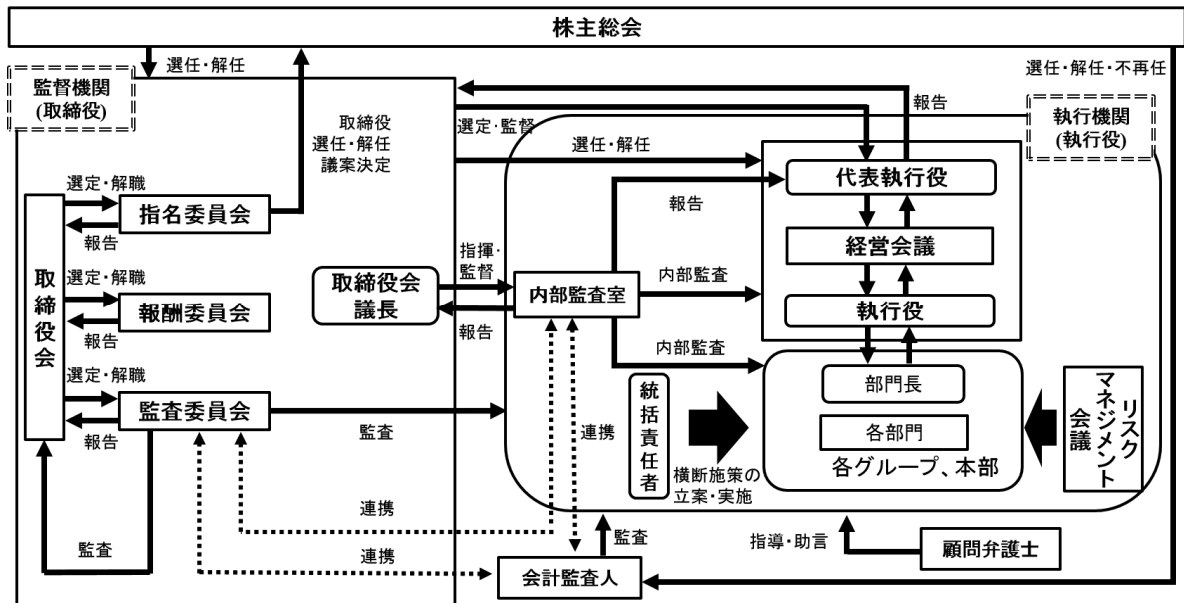 株主総会
選任・解任
選任・解任・不再任
監督機関
(取締役)
執行機関
(執行役)
報告
取締役
選任・解任
議案決定
選定・監督
選任・解任
代表執行役
選定・解職
指名委員会
報告
報告
経営会議
指揮・
監督
取締役会
議長
内部監査室
内部監査
執行役
報告
取締役会
選定・解職
報酬委員会
報告
内部監査
選定・解職
監査委員会
報告
監査
連携
統括責任者
部門長
各部門
各グループ、本部
横断施策の
立案・実施
リスク
マネジメント
会議
連携
監査
連携
監査
会計監査人
指導・助言
顧問弁護士